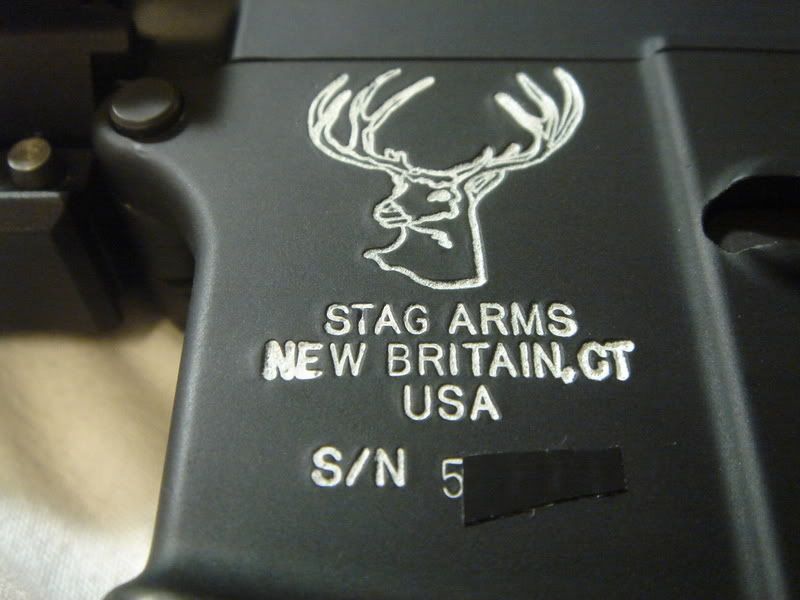 STAG ARMS
NEW BRITAIN, CT
USA
S/N 5